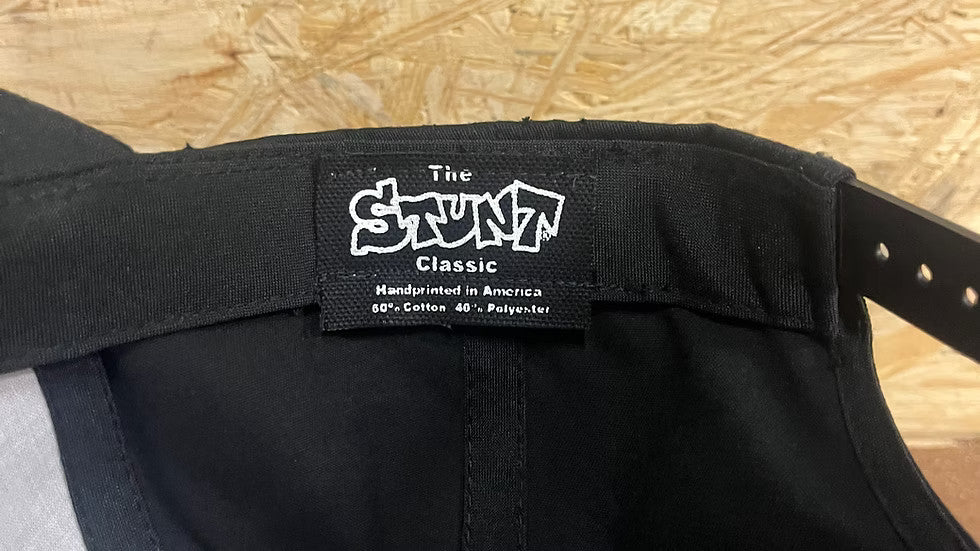 The
STUNT
Classic
Handprinted in America
60% Cotton 40% Polyester